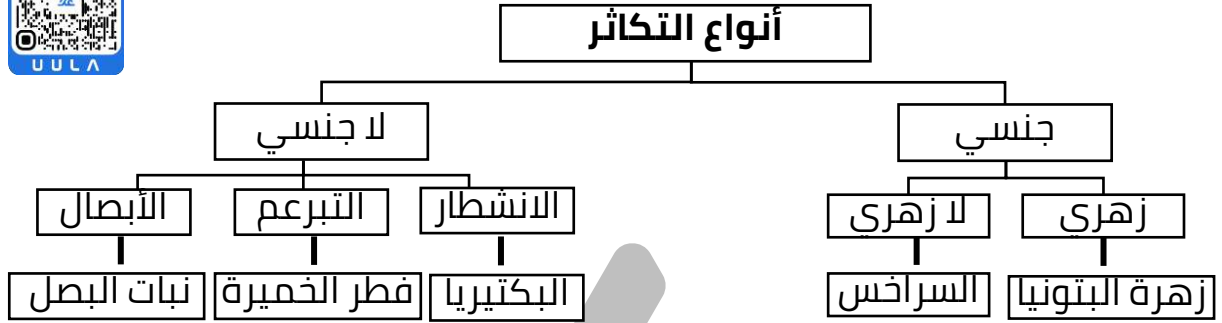 UULA
أنواع التكاثر
جنسي
لا جنسي
زهري
لا زهري
الانشطار
التبرعم
الأبصال
زهرة البتونيا
السراخس
البكتيريا
فطر الخميرة
نبات البصل